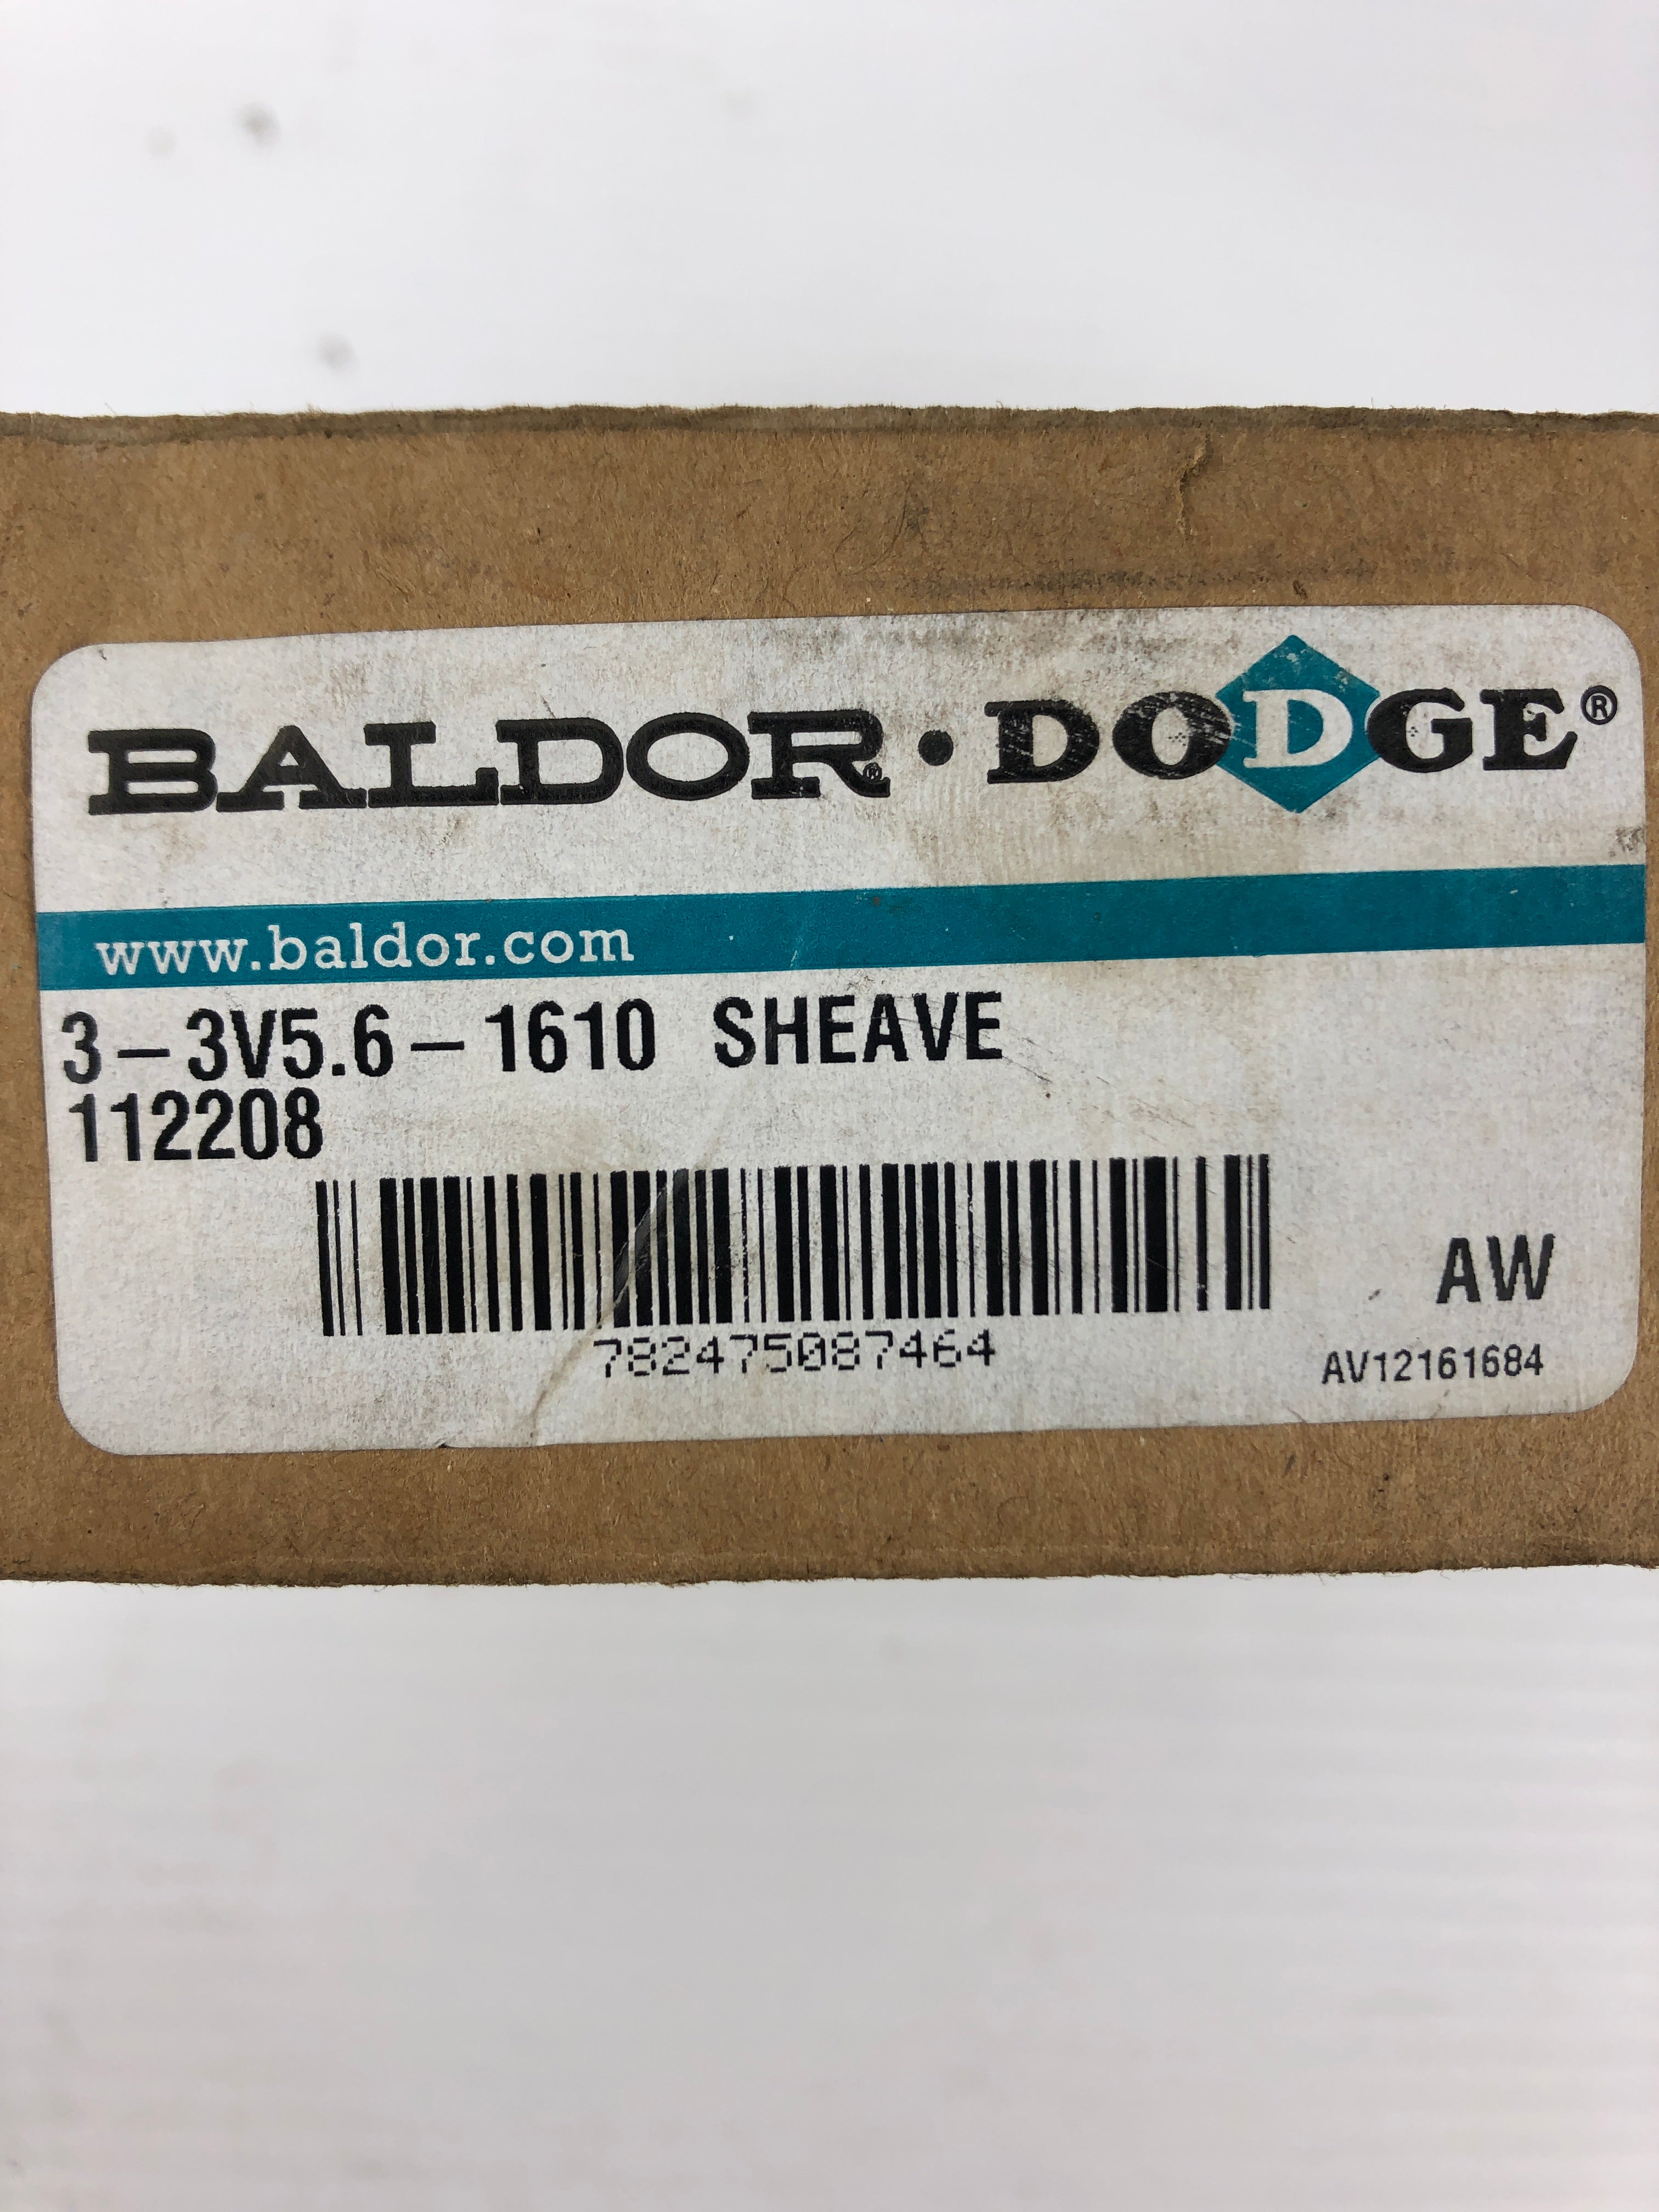 BALDOR® • DODGE®
www.baldor.com
3-3V5.6-1610 SHEAVE
112208
AW
782475087464
AV12161684